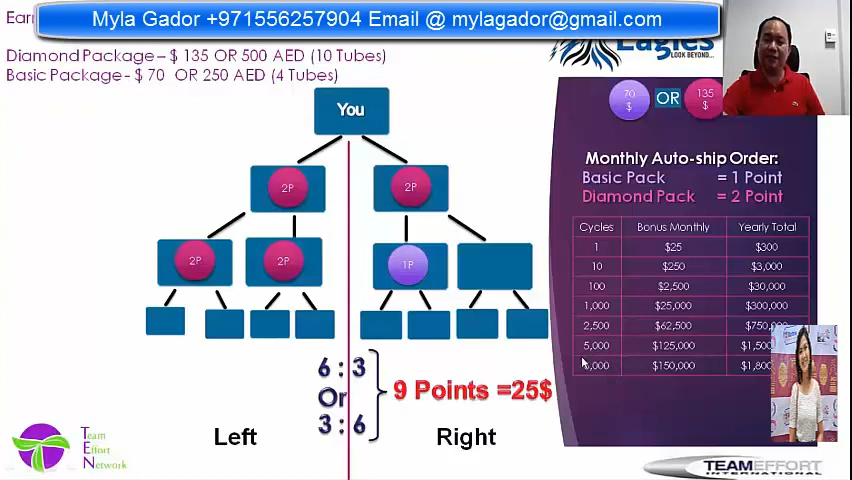 Myla Gador +971556257904 Email @ mylagador@gmail.com
Diamond Package – $ 135 OR 500 AED (10 Tubes)
Basic Package - $ 70 OR 250 AED (4 Tubes)
Eagles
LOOK BEYOND...
You
2P
2P
2P
2P
1P
70 $
OR
135 $
Monthly Auto-ship Order:
Basic Pack = 1 Point
Diamond Pack = 2 Point
Cycles Bonus Monthly Yearly Total
1 $25 $300
10 $250 $3,000
100 $2,500 $30,000
1,000 $25,000 $300,000
2,500 $62,500
5,000 $125,000
$150,000
6 : 3
Or
3 : 6
9 Points =25$
Left
Right
Team
Effort
Network
TEAMEFFORT
INTERNATIONAL